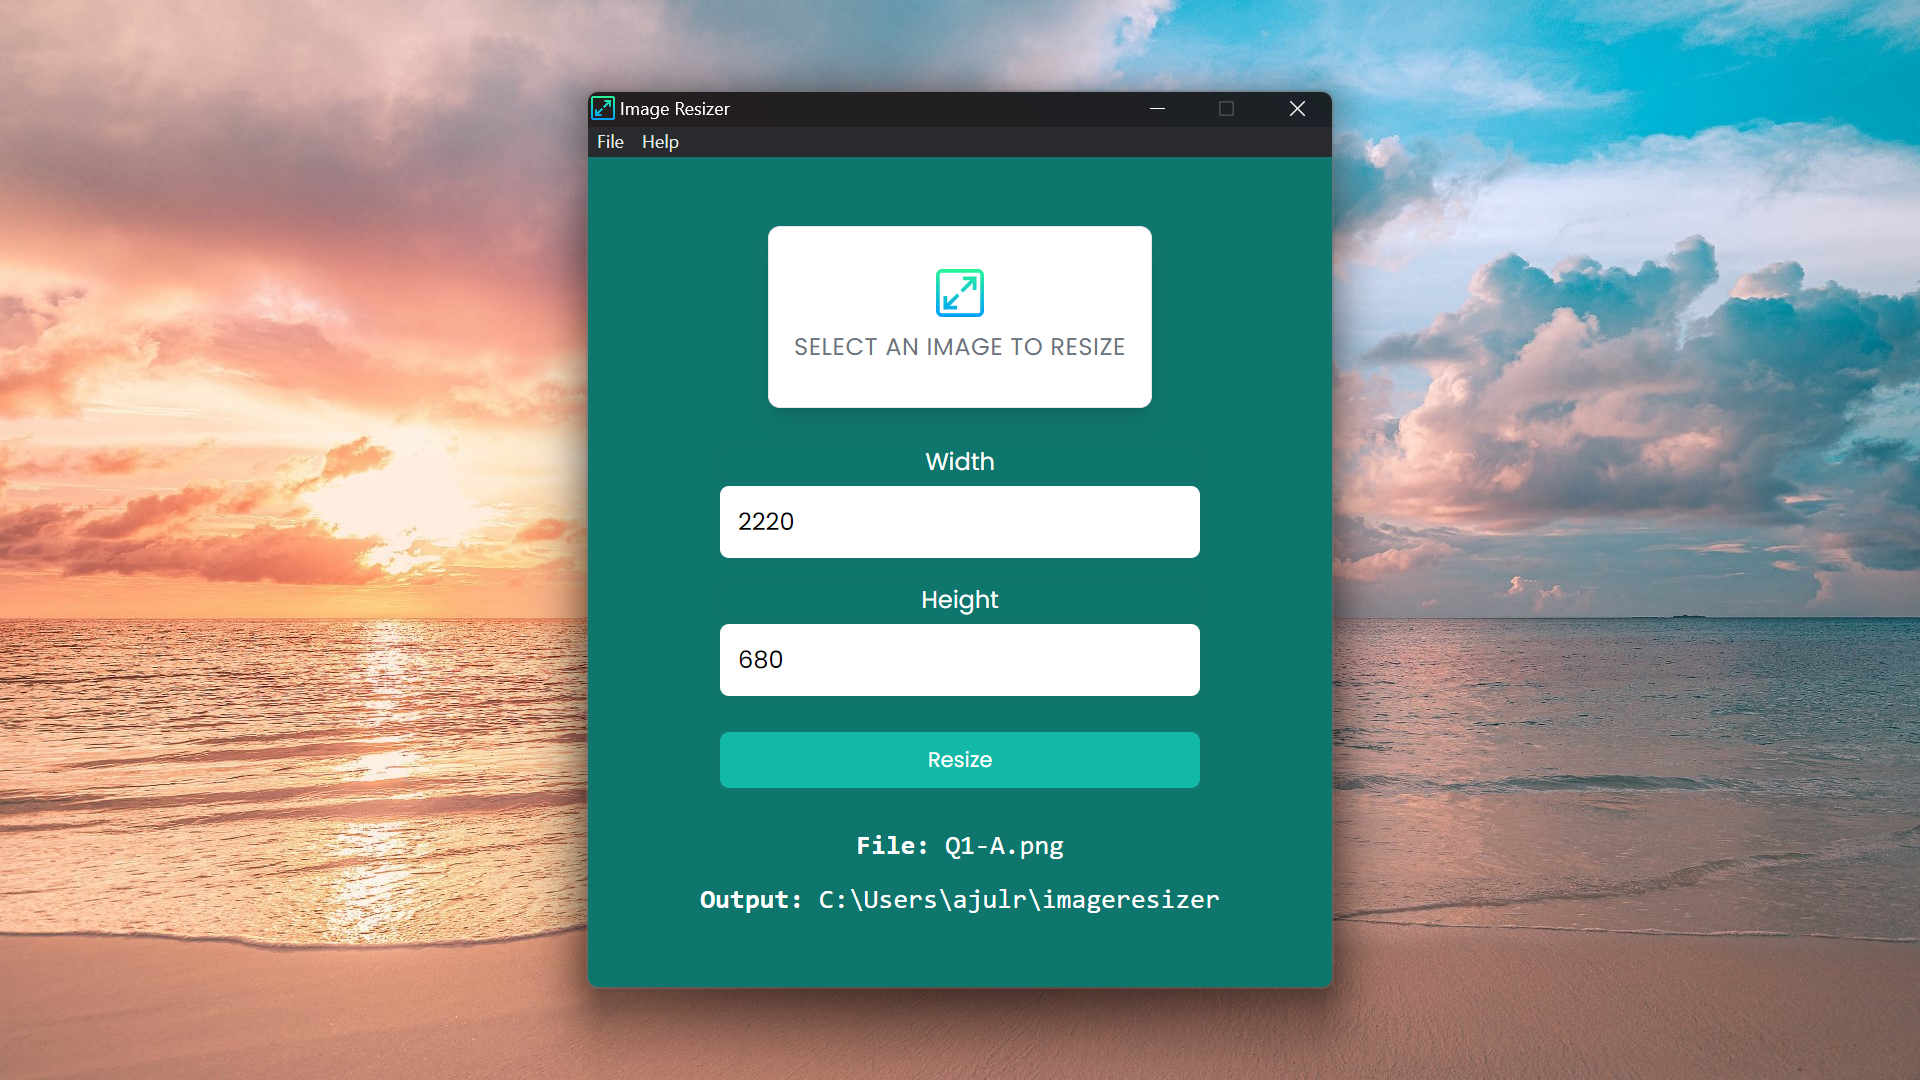 Image Resizer
File Help
SELECT AN IMAGE TO RESIZE
Width
2220
Height
680
Resize
File: Q1-A.png
Output: C:\Users\ajulr\imageresizer